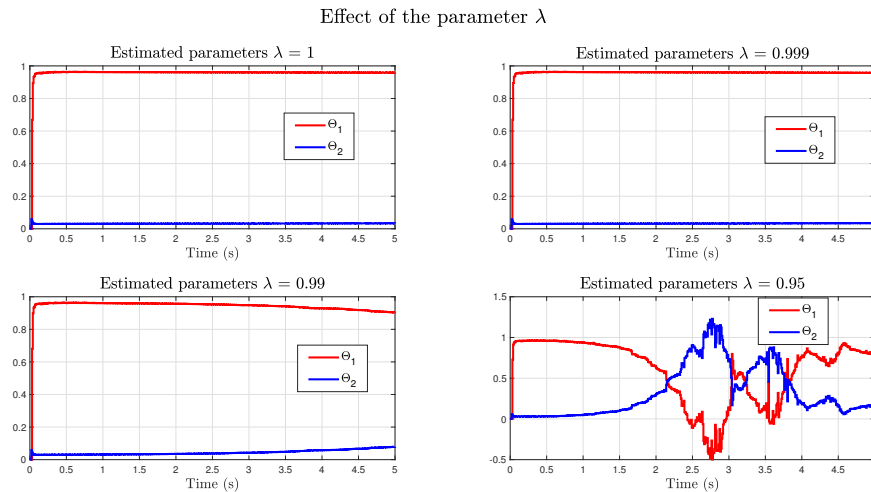 Effect of the parameter λ
Estimated parameters λ = 1
1
0.8
0.6
0.4
0.2
0
Θ1
Θ2
0 0.5 1 1.5 2 2.5 3 3.5 4 4.5 5
Time (s)
Estimated parameters λ = 0.999
1
0.8
0.6
0.4
0.2
0
Θ1
Θ2
0 0.5 1 1.5 2 2.5 3 3.5 4 4.5
Time (s)
Estimated parameters λ = 0.99
1
0.8
0.6
0.4
0.2
0
Θ1
Θ2
0 0.5 1 1.5 2 2.5 3 3.5 4 4.5 5
Time (s)
Estimated parameters λ = 0.95
1.5
1
0.5
0
-0.5
Θ1
Θ2
0 0.5 1 1.5 2 2.5 3 3.5 4 4.5
Time (s)